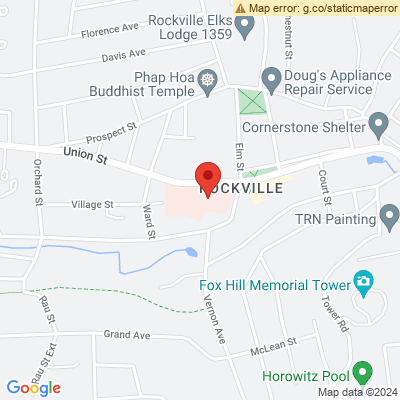 Map error: g.co/staticmaperror
Rockville Elks
Lodge 1359
Florence Ave
Chestnut St
Davis Ave
Phap Hoa
Buddhist Temple
Doug's Appliance
Repair Service
Prospect St
Cornerstone Shelter
Union St
Elm St
Orchard St
ROCKVILLE
Court St
Village St
Ward St
TRN Painting
Fox Hill Memorial Tower
Rau St
Vernon Ave
Tower Rd
Grand Ave
McLean St
Rau St Ext
Horowitz Pool
Google
Map data ©2024